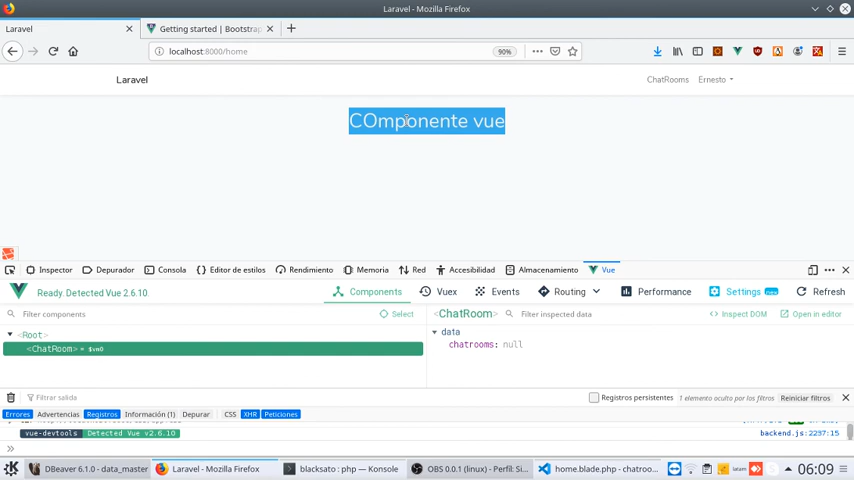 Laravel - Mozilla Firefox
Laravel
Getting started | Bootstrap
localhost:8000/home
90%
Laravel
ChatRooms
Ernesto
COmponente vue
Inspector
Depurador
Consola
Editor de estilos
Rendimiento
Memoria
Red
Accesibilidad
Almacenamiento
Vue
Ready. Detected Vue 2.6.10.
Components
Vuex
Events
Routing
Performance
Settings
new
Refresh
Filter components
Select
<ChatRoom>
Filter inspected data
Inspect DOM
Open in editor
<Root>
<ChatRoom> = $vm0
data
chatrooms: null
Filtrar salida
Registros persistentes
1 elemento oculto por los filtros
Reiniciar filtros
Errores
Advertencias
Registros
Información (1)
Depurar
CSS
XHR
Peticiones
vue-devtools
Detected Vue v2.6.10
backend.js:2237:15
DBeaver 6.1.0 - data_master
Laravel - Mozilla Firefox
blacksato : php — Konsole
OBS 0.0.1 (linux) - Perfil: Si...
home.blade.php - chatroo...
latam
06:09